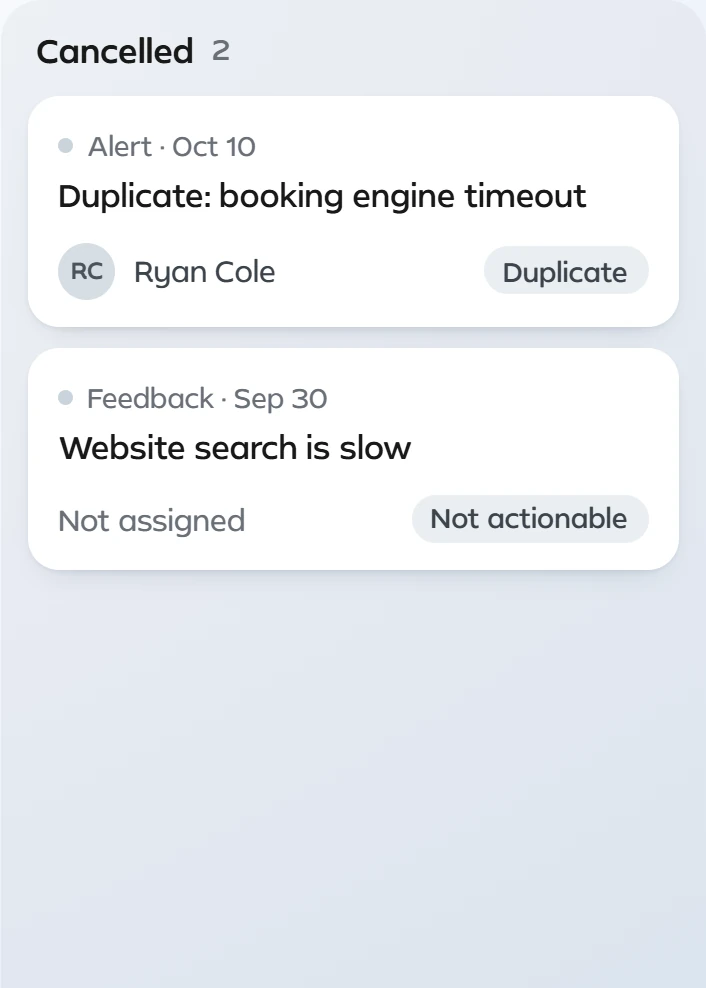 Cancelled 2
Alert · Oct 10
Duplicate: booking engine timeout
RC Ryan Cole Duplicate
Feedback · Sep 30
Website search is slow
Not assigned Not actionable